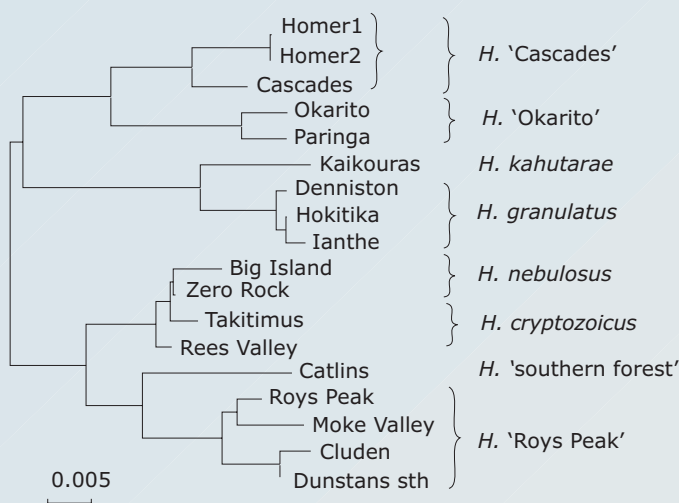 Homer1
Homer2
H. ‘Cascades’
Cascades
Okarito
H. ‘Okarito’
Paringa
Kaikouras H. kahutarae
Denniston
Hokitika H. granulatus
Ianthe
Big Island
H. nebulosus
Zero Rock
Takitimus
H. cryptozoicus
Rees Valley
Catlins H. ‘southern forest’
Roys Peak
Moke Valley
H. ‘Roys Peak’
Cluden
Dunstans sth
0.005